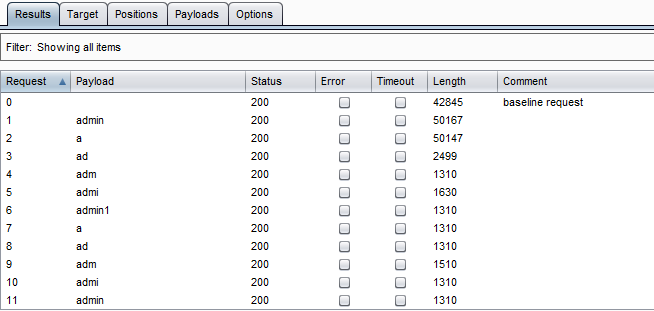 Results Target Positions Payloads Options
Filter: Showing all items
Request Payload Status Error Timeout Length Comment
0 200 42845 baseline request
1 admin 200 50167
2 a 200 50147
3 ad 200 2499
4 adm 200 1310
5 admi 200 1630
6 admin1 200 1310
7 a 200 1310
8 ad 200 1310
9 adm 200 1510
10 admi 200 1310
11 admin 200 1310